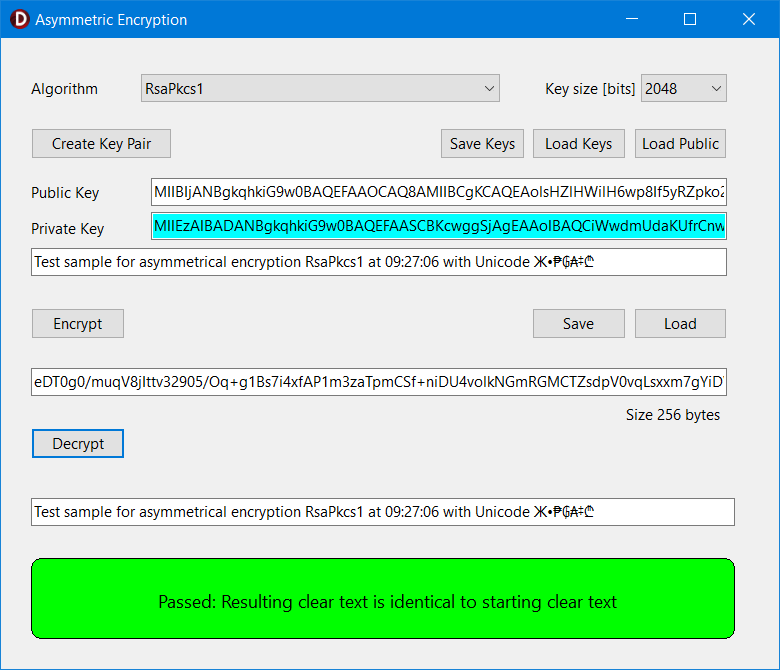 D Asymmetric Encryption
Algorithm RsaPkcs1 Key size [bits] 2048
Create Key Pair Save Keys Load Keys Load Public
Public Key MIIBIjANBgkqhkiG9w0BAQEFAAOCAQ8AMIIBCgKCAQEAoIsHZIHWilH6wp8If5yRZpko2
Private Key MIIEzAIBADANBgkqhkiG9w0BAQEFAASCBKcwggSjAgEAAoIBAQCiWwdmUdaKUfrCnw
Test sample for asymmetrical encryption RsaPkcs1 at 09:27:06 with Unicode Ж•₱₲₳‡₾
Encrypt Save Load
eDT0g0/muqV8jIttv32905/Oq+g1Bs7i4xfAP1m3zaTpmCSf+niDU4voIkNGmRGMCTZsdpV0vqLsxxm7gYiD
Size 256 bytes
Decrypt
Test sample for asymmetrical encryption RsaPkcs1 at 09:27:06 with Unicode Ж•₱₲₳‡₾
Passed: Resulting clear text is identical to starting clear text